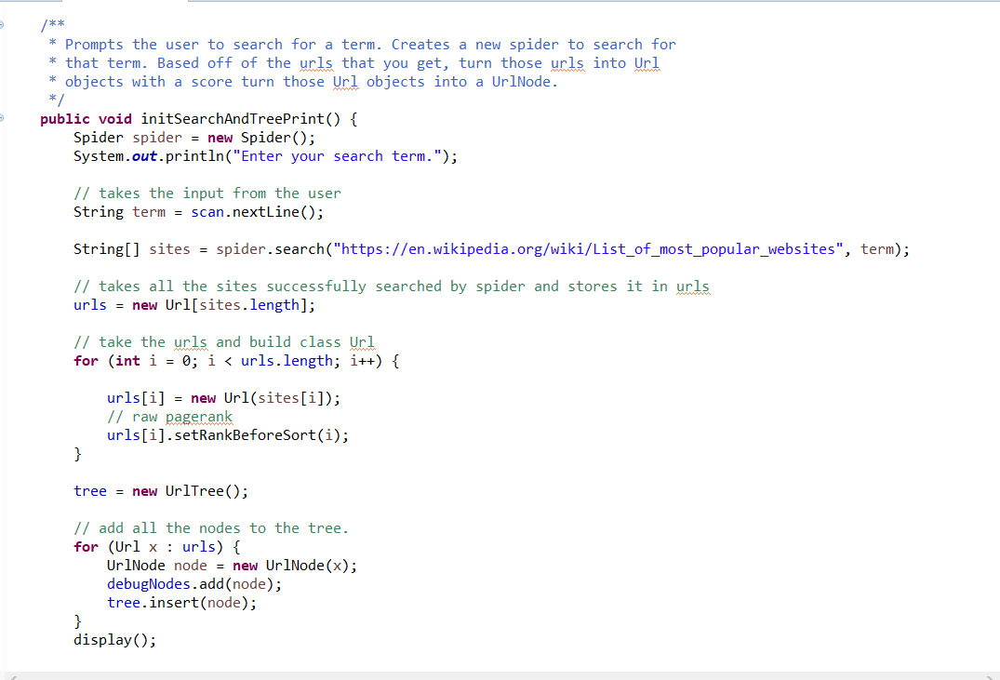 /**
 * Prompts the user to search for a term. Creates a new spider to search for
 * that term. Based off of the urls that you get, turn those urls into Url
 * objects with a score turn those Url objects into a UrlNode.
 */
public void initSearchAndTreePrint() {
    Spider spider = new Spider();
    System.out.println("Enter your search term.");

    // takes the input from the user
    String term = scan.nextLine();

    String[] sites = spider.search("https://en.wikipedia.org/wiki/List_of_most_popular_websites", term);

    // takes all the sites successfully searched by spider and stores it in urls
    urls = new Url[sites.length];

    // take the urls and build class Url
    for (int i = 0; i < urls.length; i++) {

        urls[i] = new Url(sites[i]);
        // raw pagerank
        urls[i].setRankBeforeSort(i);
    }

    tree = new UrlTree();

    // add all the nodes to the tree.
    for (Url x : urls) {
        UrlNode node = new UrlNode(x);
        debugNodes.add(node);
        tree.insert(node);
    }
    display();